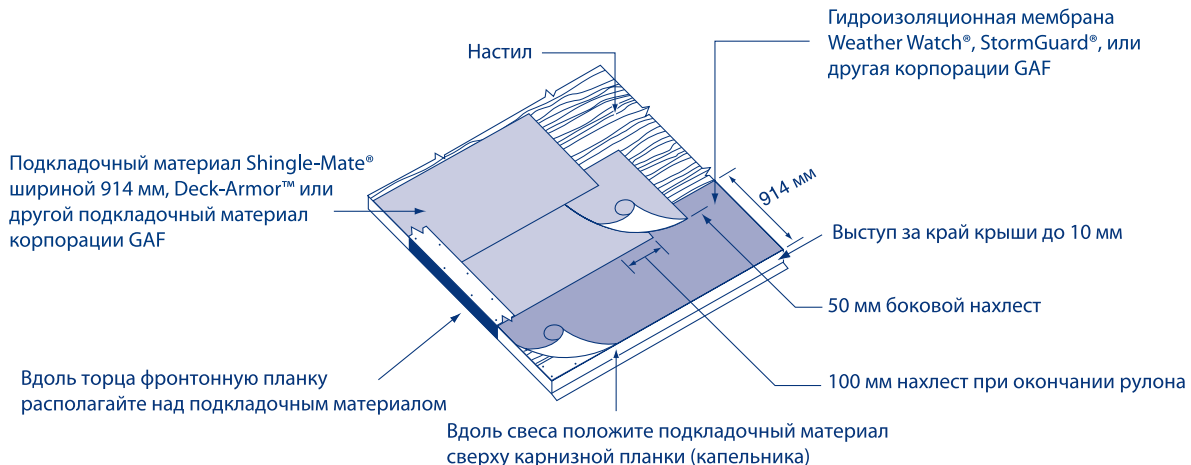 Гидроизоляционная мембрана
Weather Watch®, StormGuard®, или
другая корпорации GAF
Настил
Подкладочный материал Shingle-Mate®
шириной 914 мм, Deck-Armor™ или
другой подкладочный материал
корпорации GAF
914 мм
Выступ за край крыши до 10 мм
50 мм боковой нахлест
100 мм нахлест при окончании рулона
Вдоль торца фронтонную планку
располагайте над подкладочным материалом
Вдоль свеса положите подкладочный материал
сверху карнизной планки (капельника)